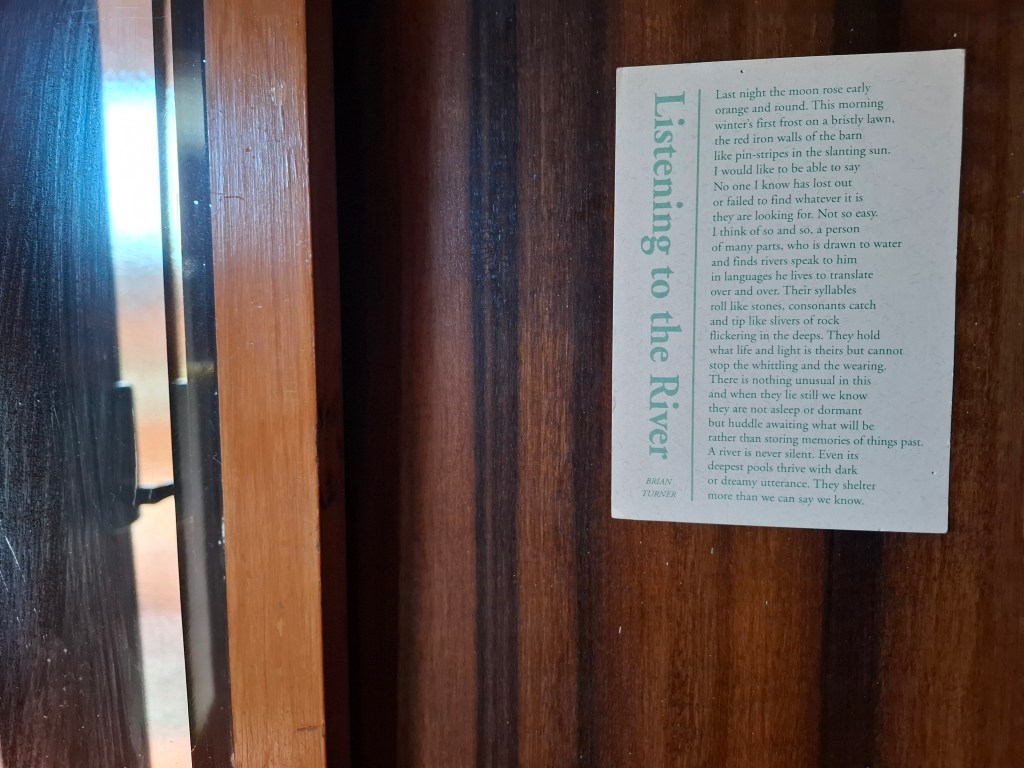 Listening to the River
BRIAN
TURNER
Last night the moon rose early
orange and round. This morning
winter's first frost on a bristly lawn,
the red iron walls of the barn
like pin-stripes in the slanting sun.
I would like to be able to say
No one I know has lost out
or failed to find whatever it is
they are looking for. Not so easy.
I think of so and so, a person
of many parts, who is drawn to water
and finds rivers speak to him
in languages he lives to translate
over and over. Their syllables
roll like stones, consonants catch
and tip like slivers of rock
flickering in the deeps. They hold
what life and light is theirs but cannot
stop the whittling and the wearing.
There is nothing unusual in this
and when they lie still we know
they are not asleep or dormant
but huddle awaiting what will be
rather than storing memories of things past.
A river is never silent. Even its
deepest pools thrive with dark
or dreamy utterance. They shelter
more than we can say we know.